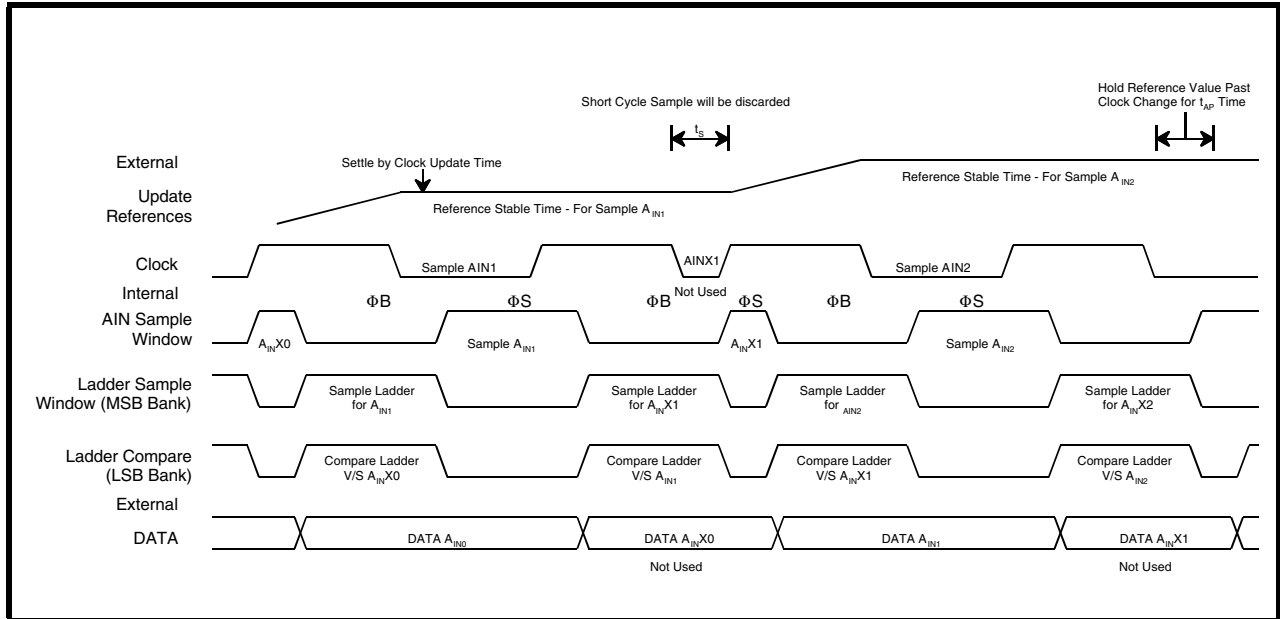 Hold Reference Value Past
Clock Change for tAP Time
Short Cycle Sample will be discarded
tS
External
Settle by Clock Update Time
Reference Stable Time - For Sample A IN2
Update
References
Reference Stable Time - For Sample A IN1
Clock
Sample AIN1
AINX1
Sample AIN2
Internal
Not Used
ΦB
ΦS
ΦB
ΦS
ΦB
ΦS
AIN Sample
Window
AINX0
Sample AIN1
AINX1
Sample AIN2
Ladder Sample
Window (MSB Bank)
Sample Ladder
for AIN1
Sample Ladder
for AINX1
Sample Ladder
for AIN2
Sample Ladder
for AINX2
Ladder Compare
(LSB Bank)
Compare Ladder
V/S AINX0
Compare Ladder
V/S AIN1
Compare Ladder
V/S AINX1
Compare Ladder
V/S AIN2
External
DATA
DATA AIN0
DATA AINX0
DATA AIN1
DATA AINX1
Not Used
Not Used